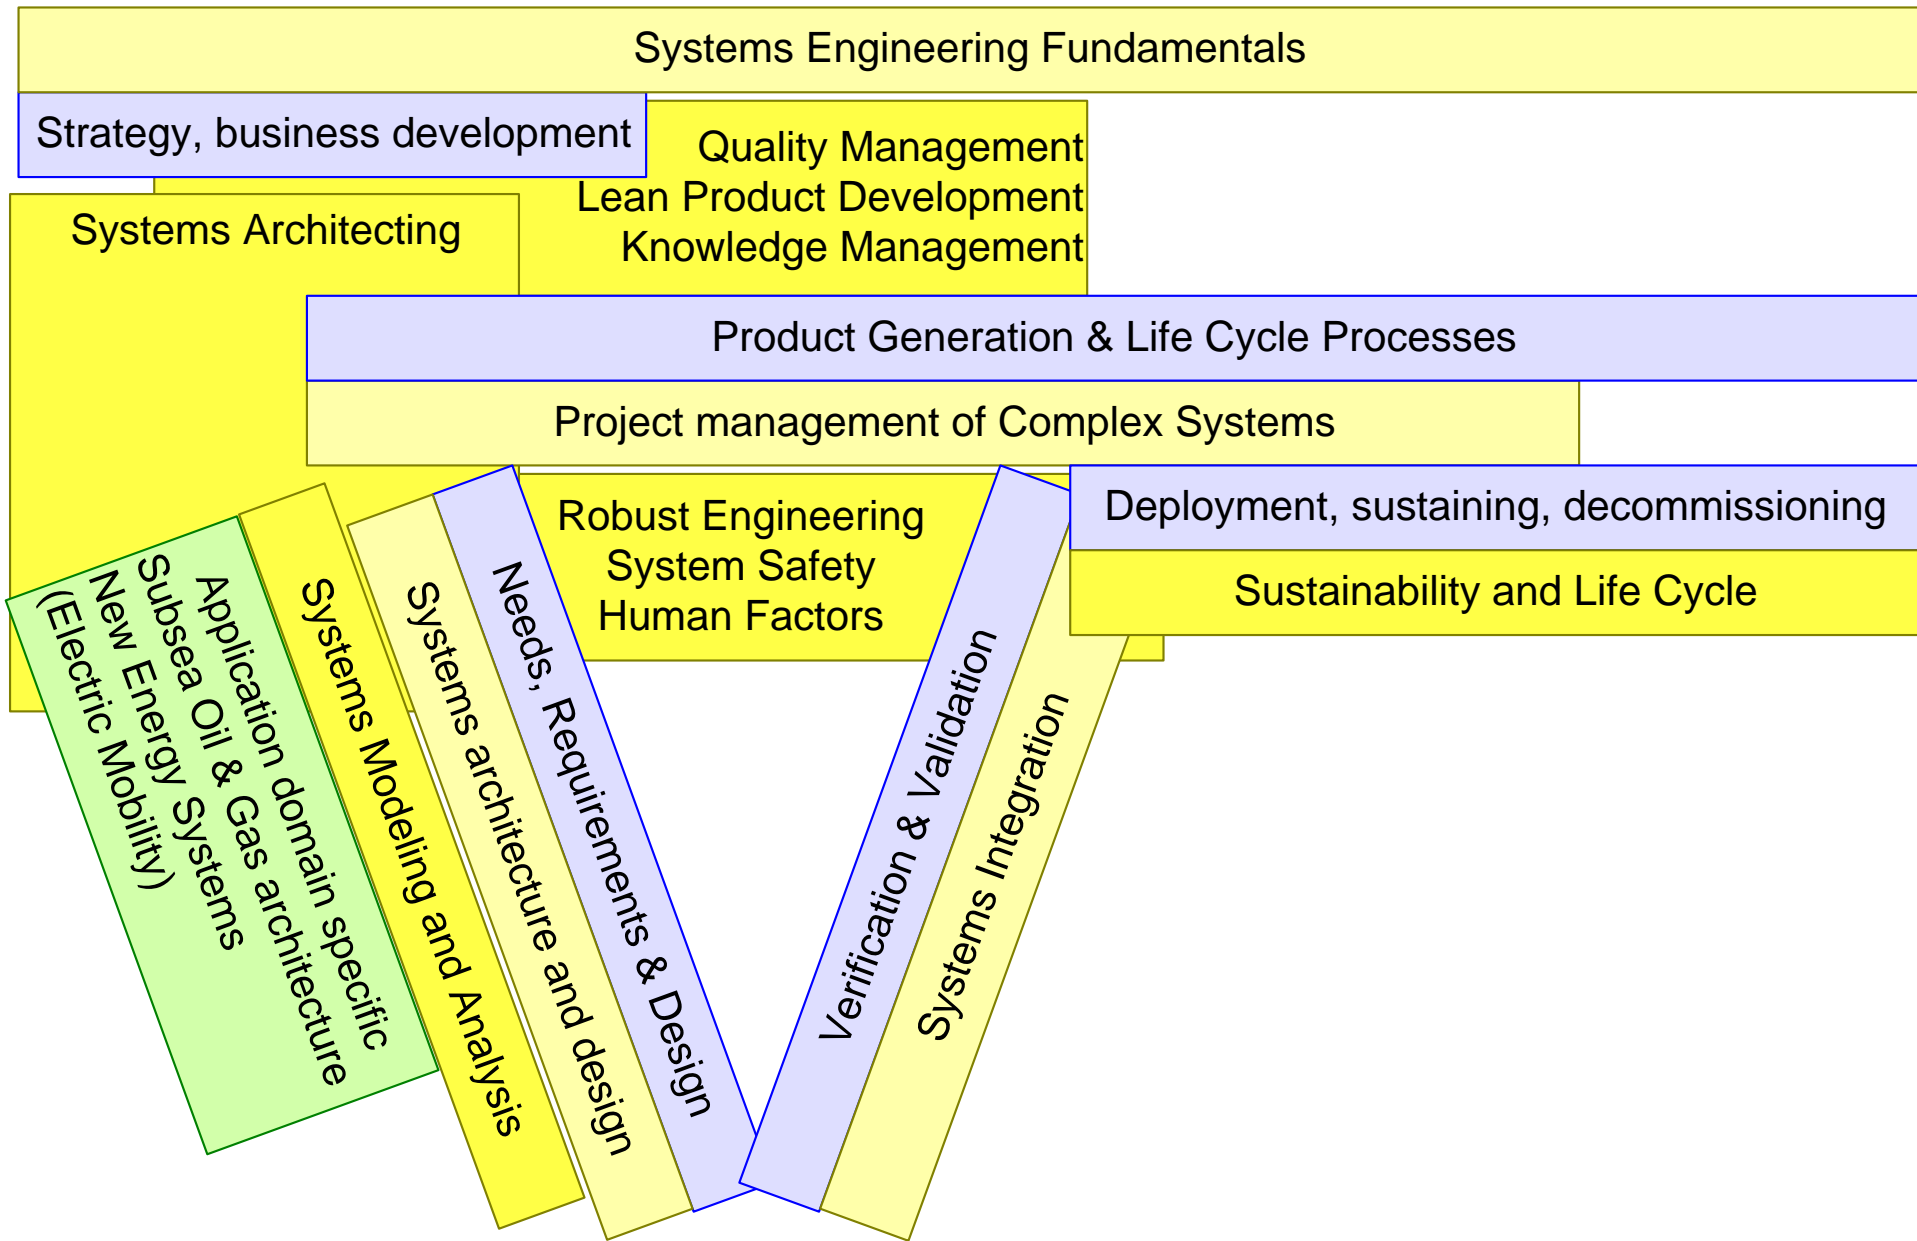 Systems Engineering Fundamentals
Strategy, business development
Quality Management
Lean Product Development
Knowledge Management
Systems Architecting
Product Generation & Life Cycle Processes
Project management of Complex Systems
Robust Engineering
System Safety
Human Factors
Deployment, sustaining, decommissioning
Sustainability and Life Cycle
Application domain specific
Subsea Oil & Gas architecture
New Energy Systems
(Electric Mobility)
Systems Modeling and Analysis
Systems architecture and design
Needs, Requirements & Design
Verification & Validation
Systems Integration